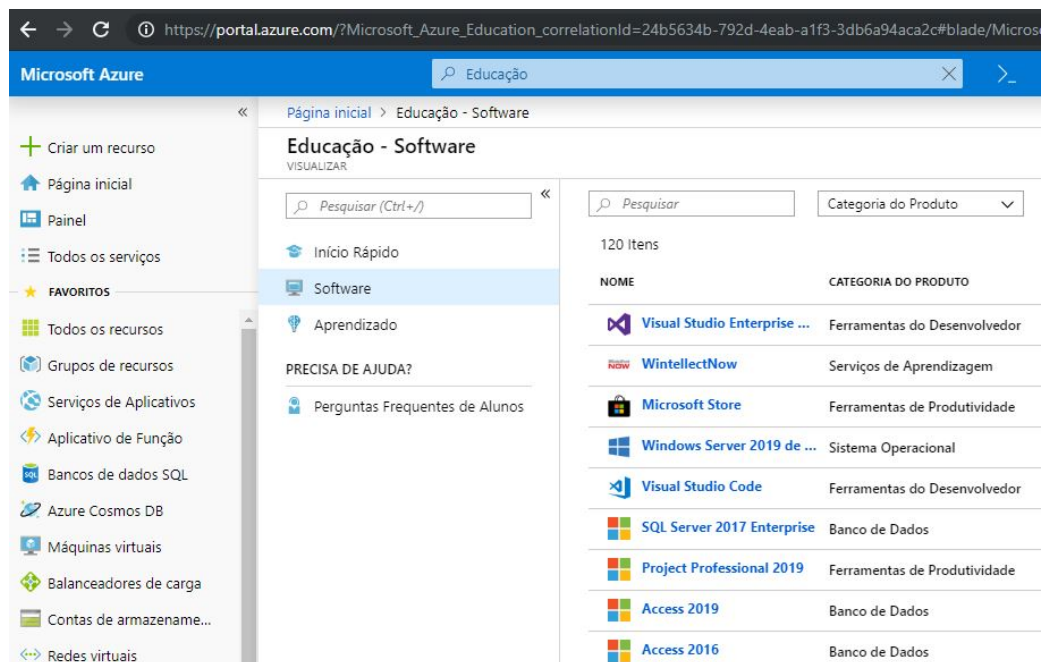 https://portal.azure.com/?Microsoft_Azure_Education_correlationId=24b5634b-792d-4eab-a1f3-3db6a94aca2c#blade/Micros
Microsoft Azure
Educação
Página inicial > Educação - Software
Criar um recurso
Página inicial
Painel
Todos os serviços
FAVORITOS
Todos os recursos
Grupos de recursos
Serviços de Aplicativos
Aplicativo de Função
Bancos de dados SQL
Azure Cosmos DB
Máquinas virtuais
Balanceadores de carga
Contas de armazename...
Redes virtuais
Educação - Software
VISUALIZAR
Pesquisar (Ctrl+/)
Início Rápido
Software
Aprendizado
PRECISA DE AJUDA?
Perguntas Frequentes de Alunos
Pesquisar
Categoria do Produto
120 Itens
NOME CATEGORIA DO PRODUTO
Visual Studio Enterprise ... Ferramentas do Desenvolvedor
WintellectNow Serviços de Aprendizagem
Microsoft Store Ferramentas de Produtividade
Windows Server 2019 de ... Sistema Operacional
Visual Studio Code Ferramentas do Desenvolvedor
SQL Server 2017 Enterprise Banco de Dados
Project Professional 2019 Ferramentas de Produtividade
Access 2019 Banco de Dados
Access 2016 Banco de Dados